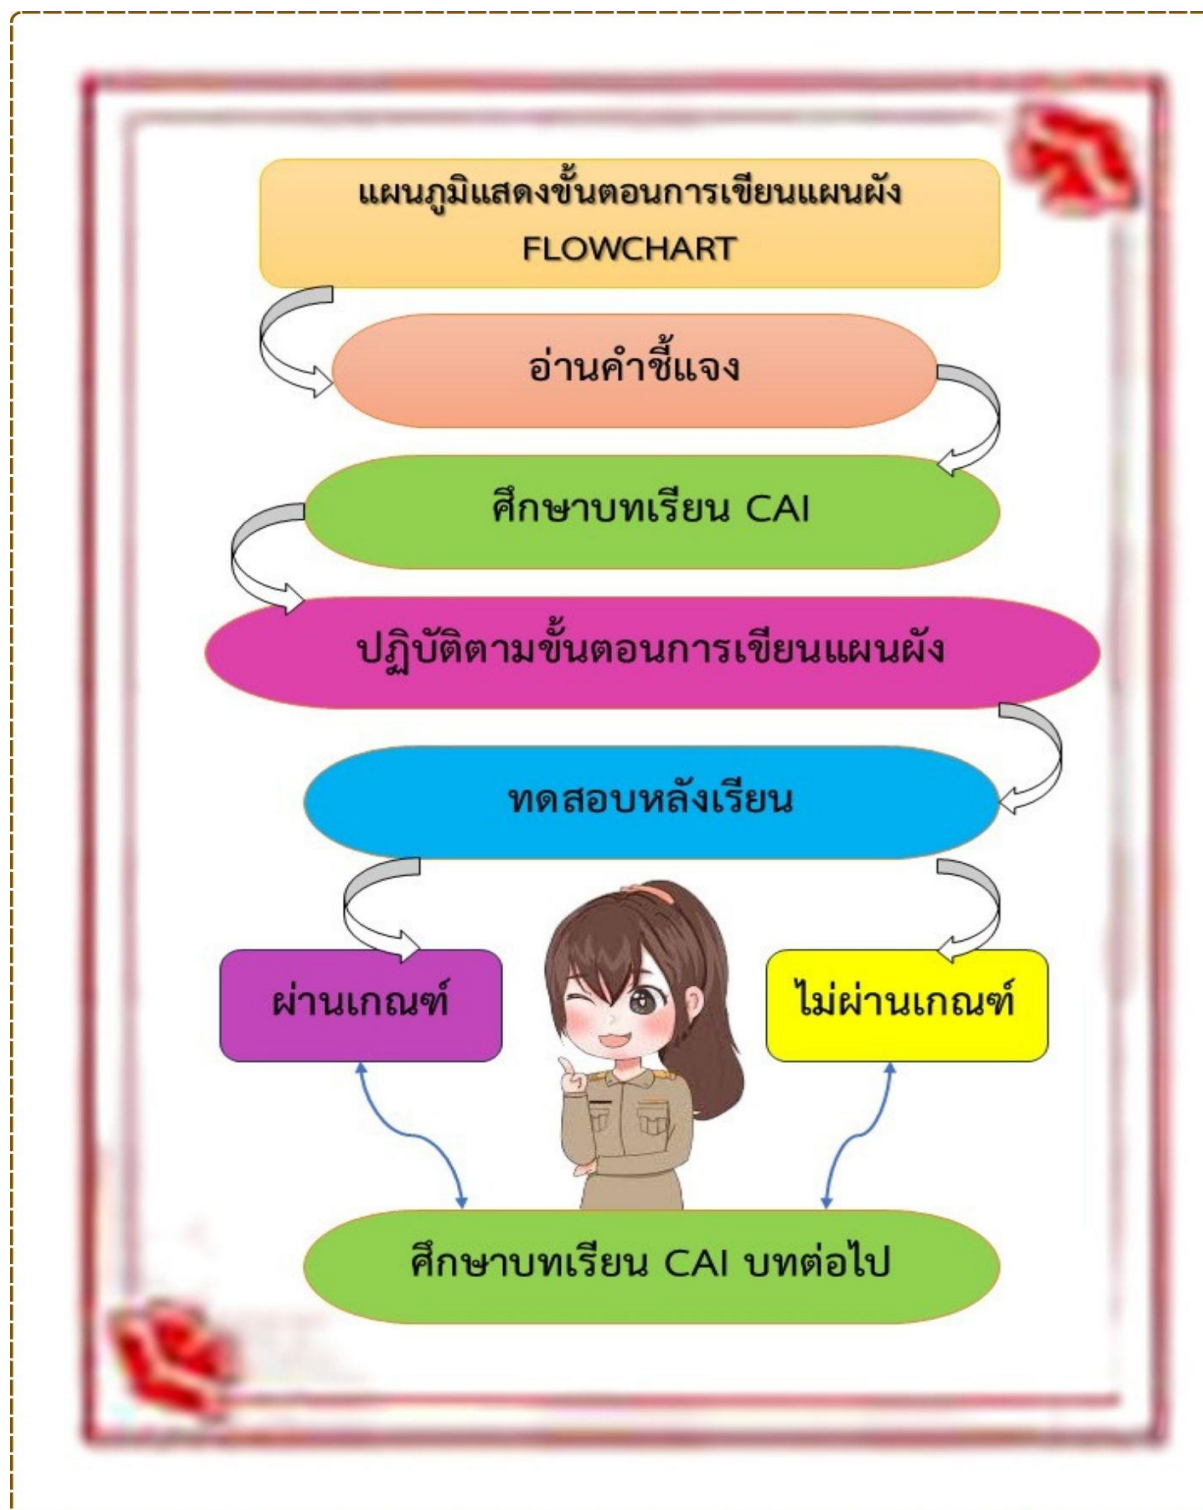 แผนภูมิแสดงขั้นตอนการเขียนแผนผัง
FLOWCHART
อ่านคำชี้แจง
ศึกษาบทเรียน CAI
ปฏิบัติตามขั้นตอนการเขียนแผนผัง
ทดสอบหลังเรียน
ผ่านเกณฑ์
ไม่ผ่านเกณฑ์
ศึกษาบทเรียน CAI บทต่อไป